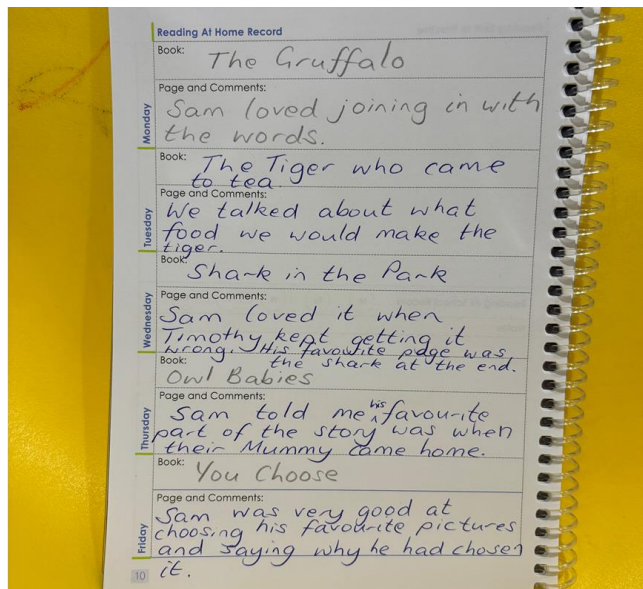 Reading At Home Record
Book: The Gruffalo
Page and Comments:
Monday
Sam loved joining in with
the words.
Book: The Tiger who came
to tea.
Page and Comments:
Tuesday
We talked about what
food we would make the
tiger.
Book: Shark in the Park
Page and Comments:
Wednesday
Sam loved it when
Timothy kept getting it
wrong. His favourite page was
the shark at the end.
Book: Owl Babies
Page and Comments:
Thursday
Sam told me his favourite
part of the story was when
their Mummy came home.
Book: You Choose
Page and Comments:
Friday
Sam was very good at
choosing his favourite pictures
and saying why he had chosen
it.
10